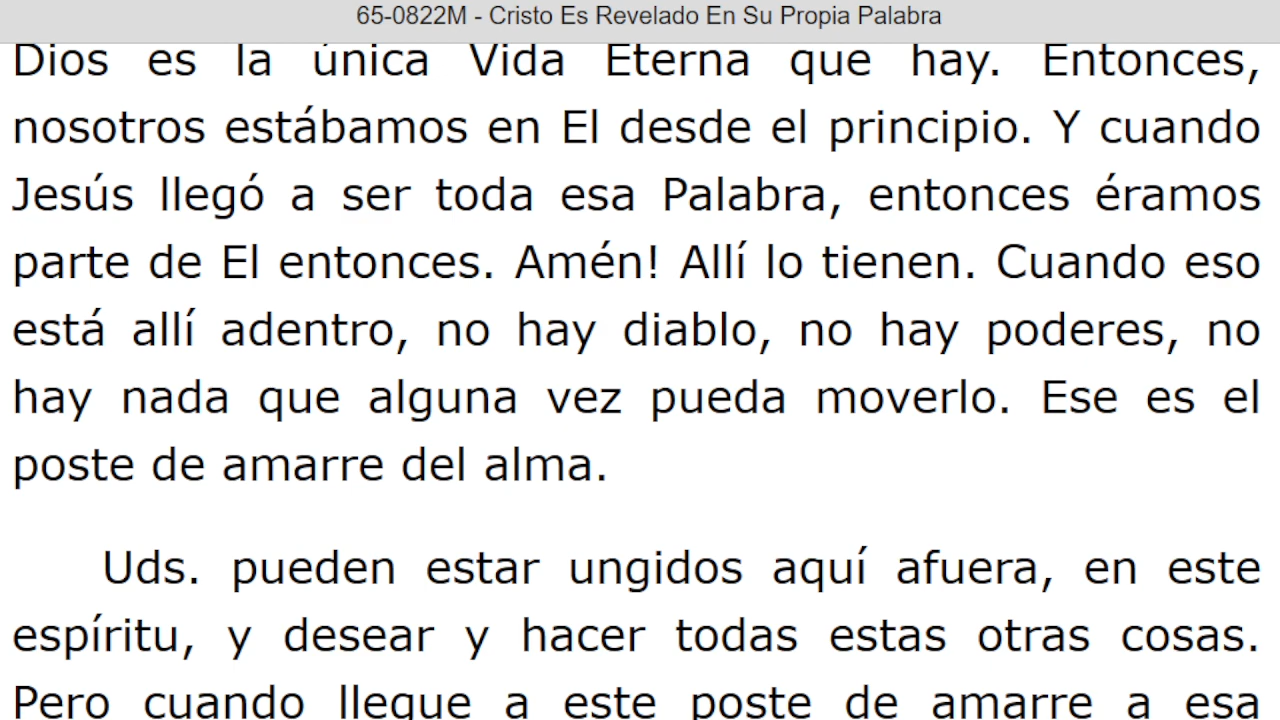 65-0822M - Cristo Es Revelado En Su Propia Palabra
Dios es la única Vida Eterna que hay. Entonces,
nosotros estábamos en El desde el principio. Y cuando
Jesús llegó a ser toda esa Palabra, entonces éramos
parte de El entonces. Amén! Allí lo tienen. Cuando eso
está allí adentro, no hay diablo, no hay poderes, no
hay nada que alguna vez pueda moverlo. Ese es el
poste de amarre del alma.
Uds. pueden estar ungidos aquí afuera, en este
espíritu, y desear y hacer todas estas otras cosas.
Pero cuando llegue a este poste de amarre a esa